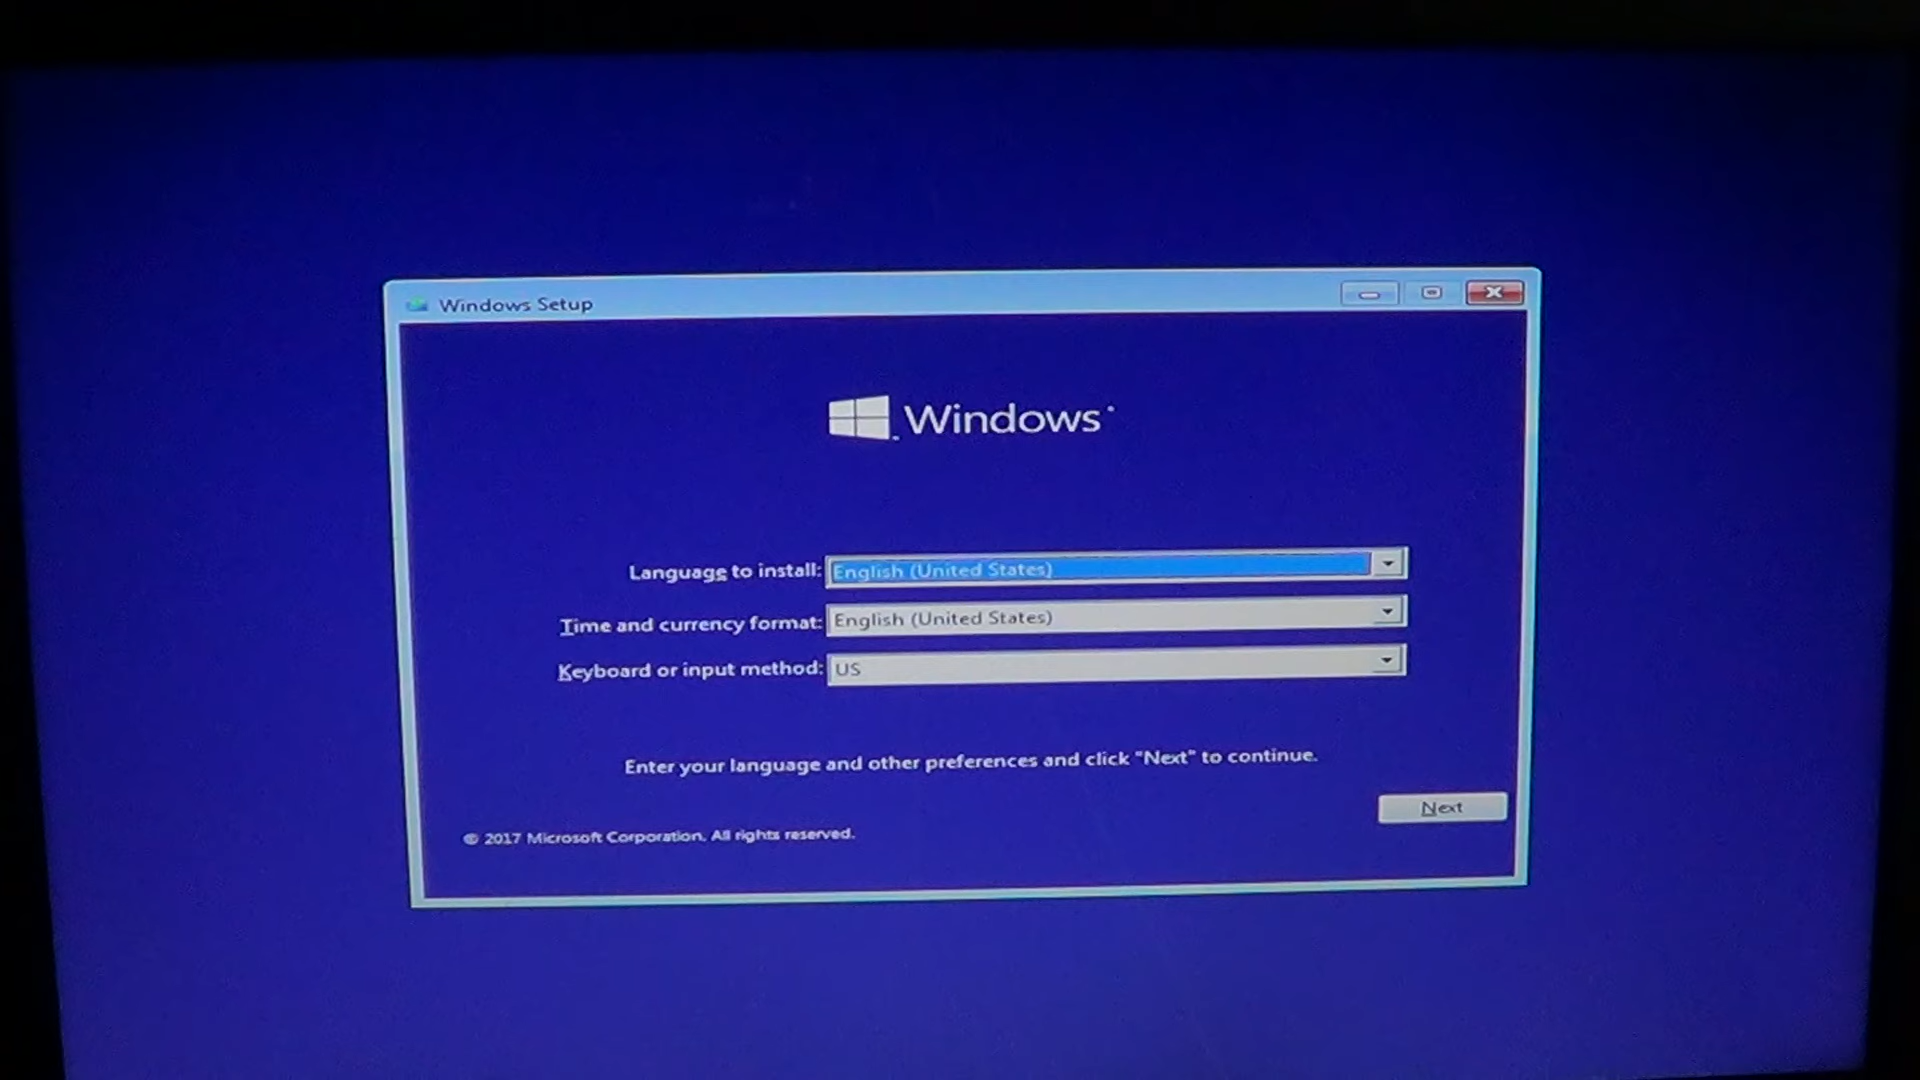 Windows Setup
Windows
Language to install: English (United States)
Time and currency format: English (United States)
Keyboard or input method: US
Enter your language and other preferences and click "Next" to continue.
Next
© 2017 Microsoft Corporation. All rights reserved.